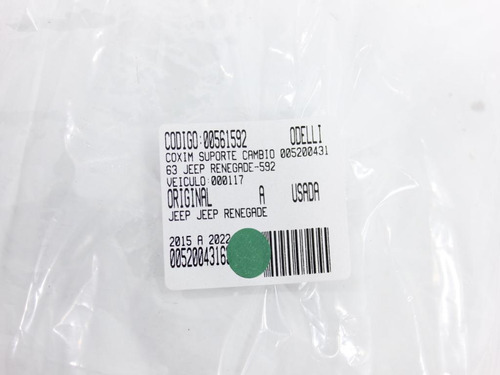 CODIGO:00561592 ODELLI
COXIM SUPORTE CAMBIO 005200431
63 JEEP RENEGADE-592
VEICULO:000117
ORIGINAL A USADA
JEEP JEEP RENEGADE
2015 A 2022
0052004316